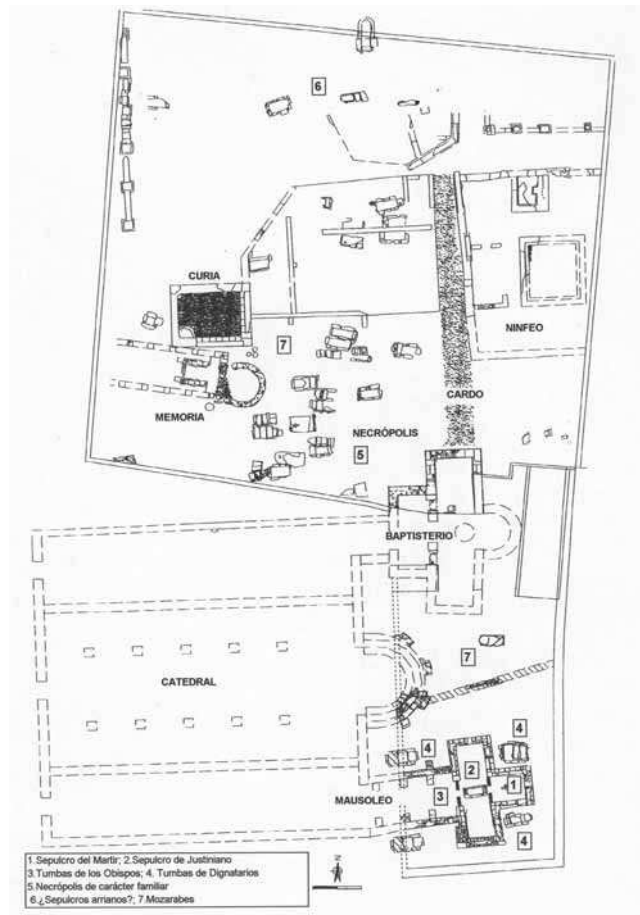 6
CURIA
NINFEO
7
MEMORIA
CARDO
NECRÓPOLIS
5
BAPTISTERIO
7
CATEDRAL
4
4
2
1
3
MAUSOLEO
4
N
1.Sepulcro del Martir; 2.Sepulcro de Justiniano
3.Tumbas de los Obispos; 4. Tumbas de Dignatarios
5.Necrópolis de carácter familiar
6.¿Sepulcros arrianos?; 7.Mozarabes